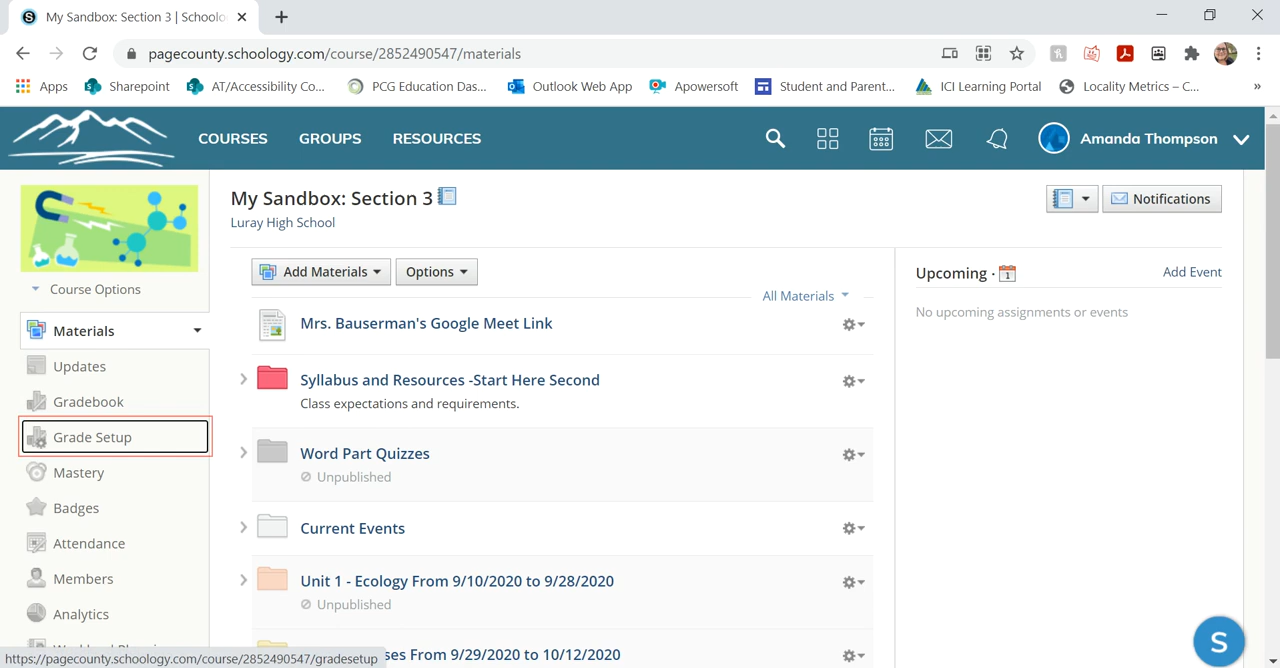 My Sandbox: Section 3 | Schoolo
pagecounty.schoology.com/course/2852490547/materials
Apps Sharepoint AT/Accessibility Co... PCG Education Das... Outlook Web App Apowersoft Student and Parent... ICI Learning Portal Locality Metrics – C... »
COURSES GROUPS RESOURCES Amanda Thompson
My Sandbox: Section 3
Notifications
Luray High School
Add Materials Options
Upcoming · 1 Add Event
Course Options
All Materials
No upcoming assignments or events
Materials
Mrs. Bauserman's Google Meet Link
Updates
Syllabus and Resources -Start Here Second
Gradebook
Class expectations and requirements.
Grade Setup
Word Part Quizzes
Mastery
Unpublished
Badges
Current Events
Attendance
Members
Unit 1 - Ecology From 9/10/2020 to 9/28/2020
Unpublished
Analytics
ses From 9/29/2020 to 10/12/2020
https://pagecounty.schoology.com/course/2852490547/gradesetup
S